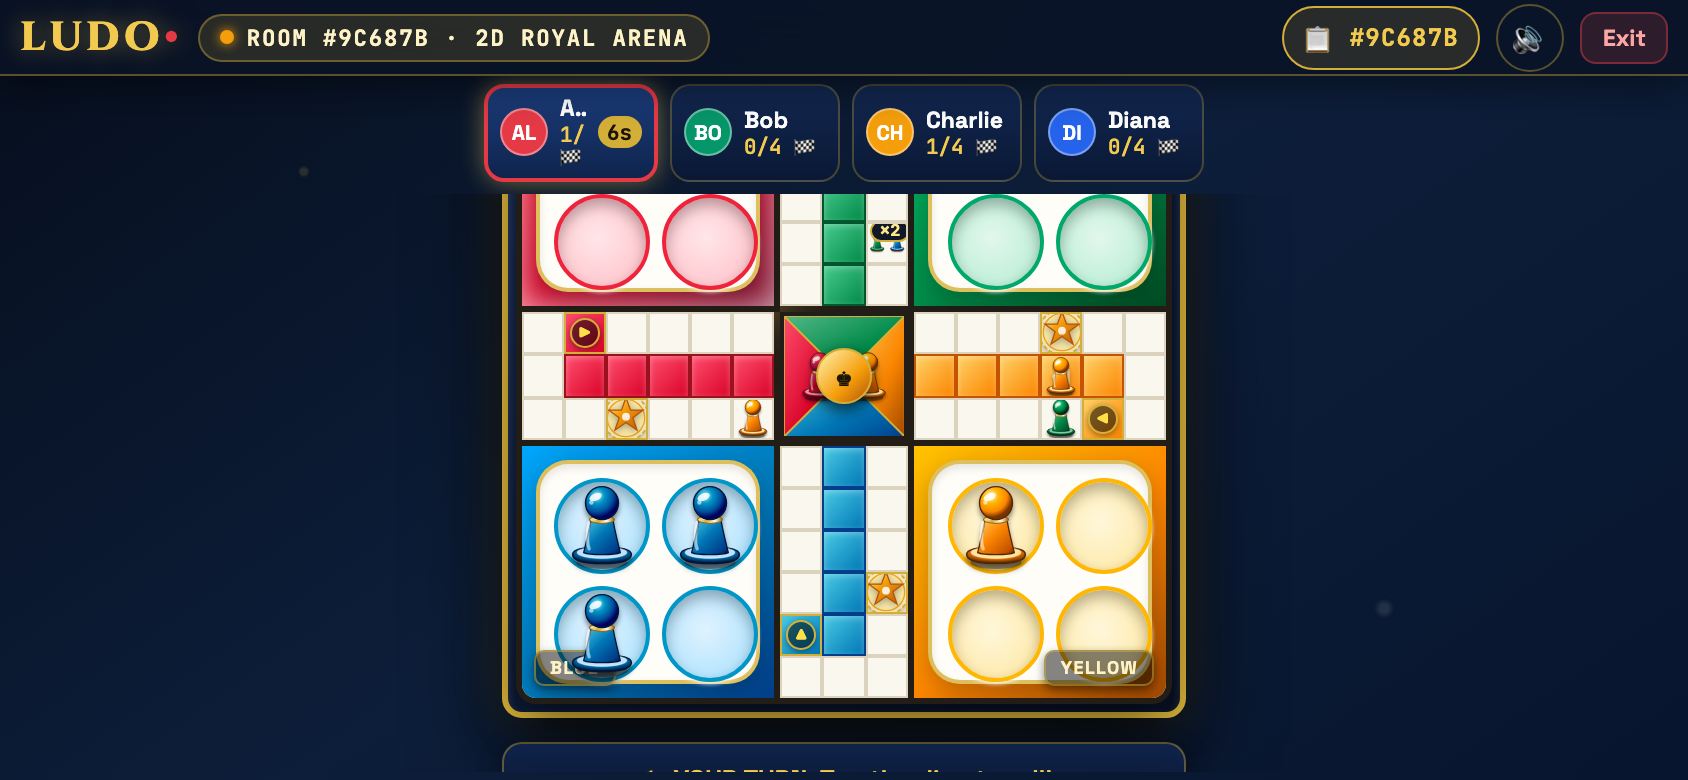 LUDO
ROOM #9C687B · 2D ROYAL ARENA
#9C687B
Exit
AL
A..
1/
6s
BO
Bob
0/4
CH
Charlie
1/4
DI
Diana
0/4
×2
YELLOW